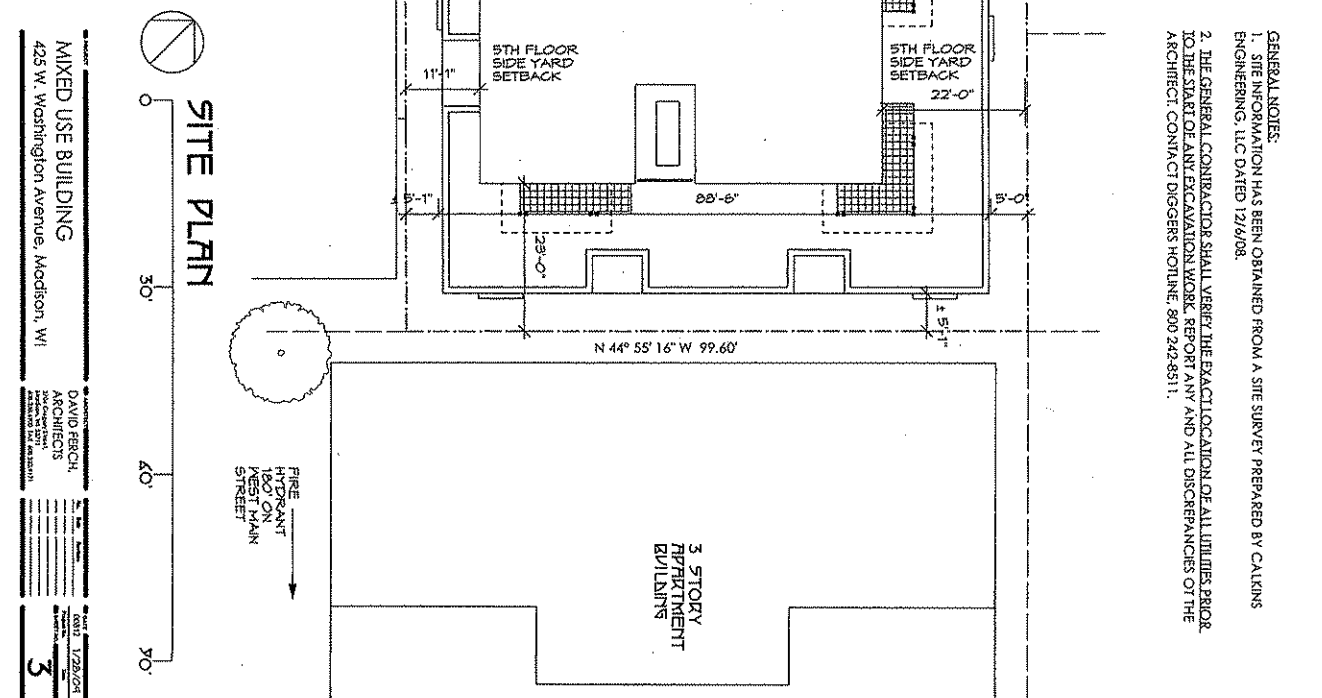 GENERAL NOTES:
1. SITE INFORMATION HAS BEEN OBTAINED FROM A SITE SURVEY PREPARED BY CALKINS
ENGINEERING, LLC DATED 12/6/08.
2. THE GENERAL CONTRACTOR SHALL VERIFY THE EXACT LOCATION OF ALL UTILITIES PRIOR
TO THE START OF ANY EXCAVATION WORK. REPORT ANY AND ALL DISCREPANCIES OT THE
ARCHITECT. CONTACT DIGGERS HOTLINE, 800 242-8511.
5TH FLOOR
SIDE YARD
SETBACK
11'-1"
5TH FLOOR
SIDE YARD
SETBACK
22'-0"
± 5'-1"
88'-6"
5'-0"
23'-0"
± 5'-1"
N 44° 55' 16" W 99.60'
3 STORY
APARTMENT
BUILDING
FIRE
HYDRANT
180' ON
WEST MAIN
STREET
SITE PLAN
0
30'
60'
90'
MIXED USE BUILDING
425 W. Washington Avenue, Madison, WI
DAVID FERCH,
ARCHITECTS
DATE
1/28/09
3